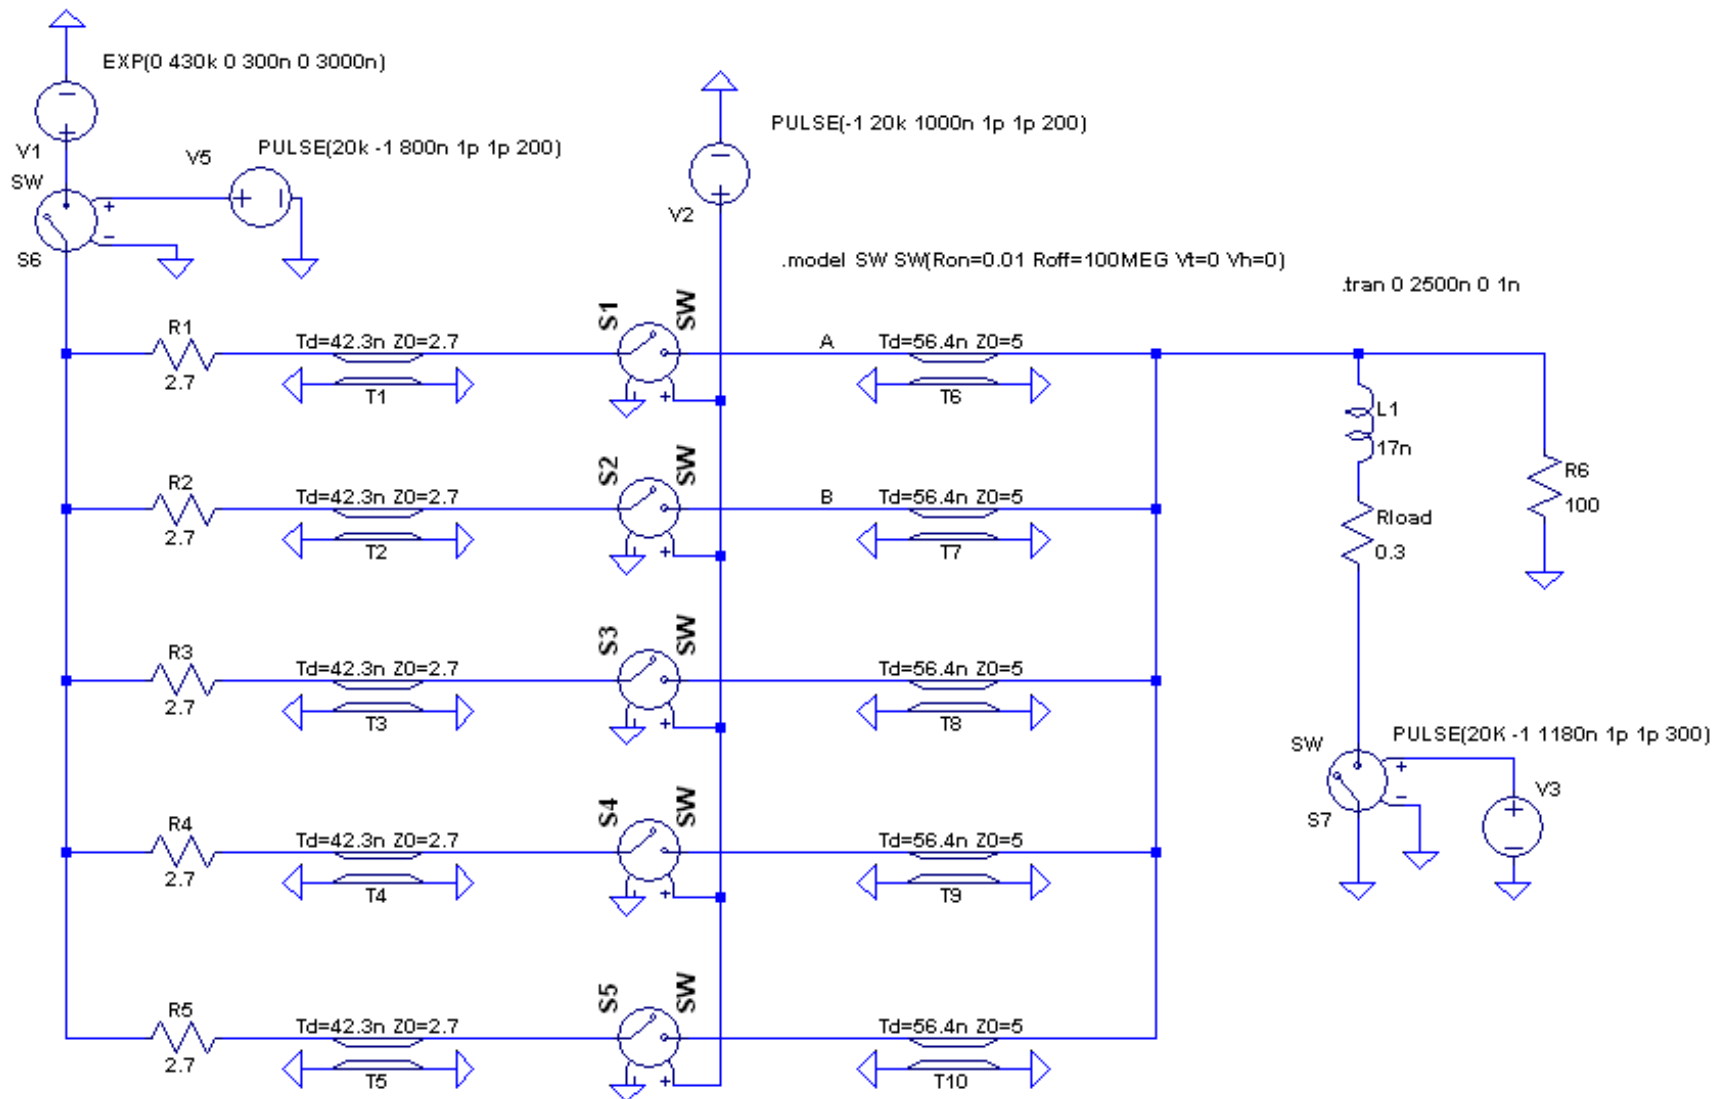 EXP(0 430k 0 300n 0 3000n)
V1
SW
S6
+
-
V5
PULSE(20k -1 800n 1p 1p 200)
PULSE(-1 20k 1000n 1p 1p 200)
V2
.model SW SW(Ron=0.01 Roff=100MEG Vt=0 Vh=0)
.tran 0 2500n 0 1n
R1
2.7
Td=42.3n Z0=2.7
T1
S1
SW
A
Td=56.4n Z0=5
T6
R2
2.7
Td=42.3n Z0=2.7
T2
S2
SW
B
Td=56.4n Z0=5
T7
L1
17n
Rload
0.3
R6
100
R3
2.7
Td=42.3n Z0=2.7
T3
S3
SW
Td=56.4n Z0=5
T8
SW
S7
PULSE(20K -1 1180n 1p 1p 300)
V3
R4
2.7
Td=42.3n Z0=2.7
T4
S4
SW
Td=56.4n Z0=5
T9
R5
2.7
Td=42.3n Z0=2.7
T5
S5
SW
Td=56.4n Z0=5
T10